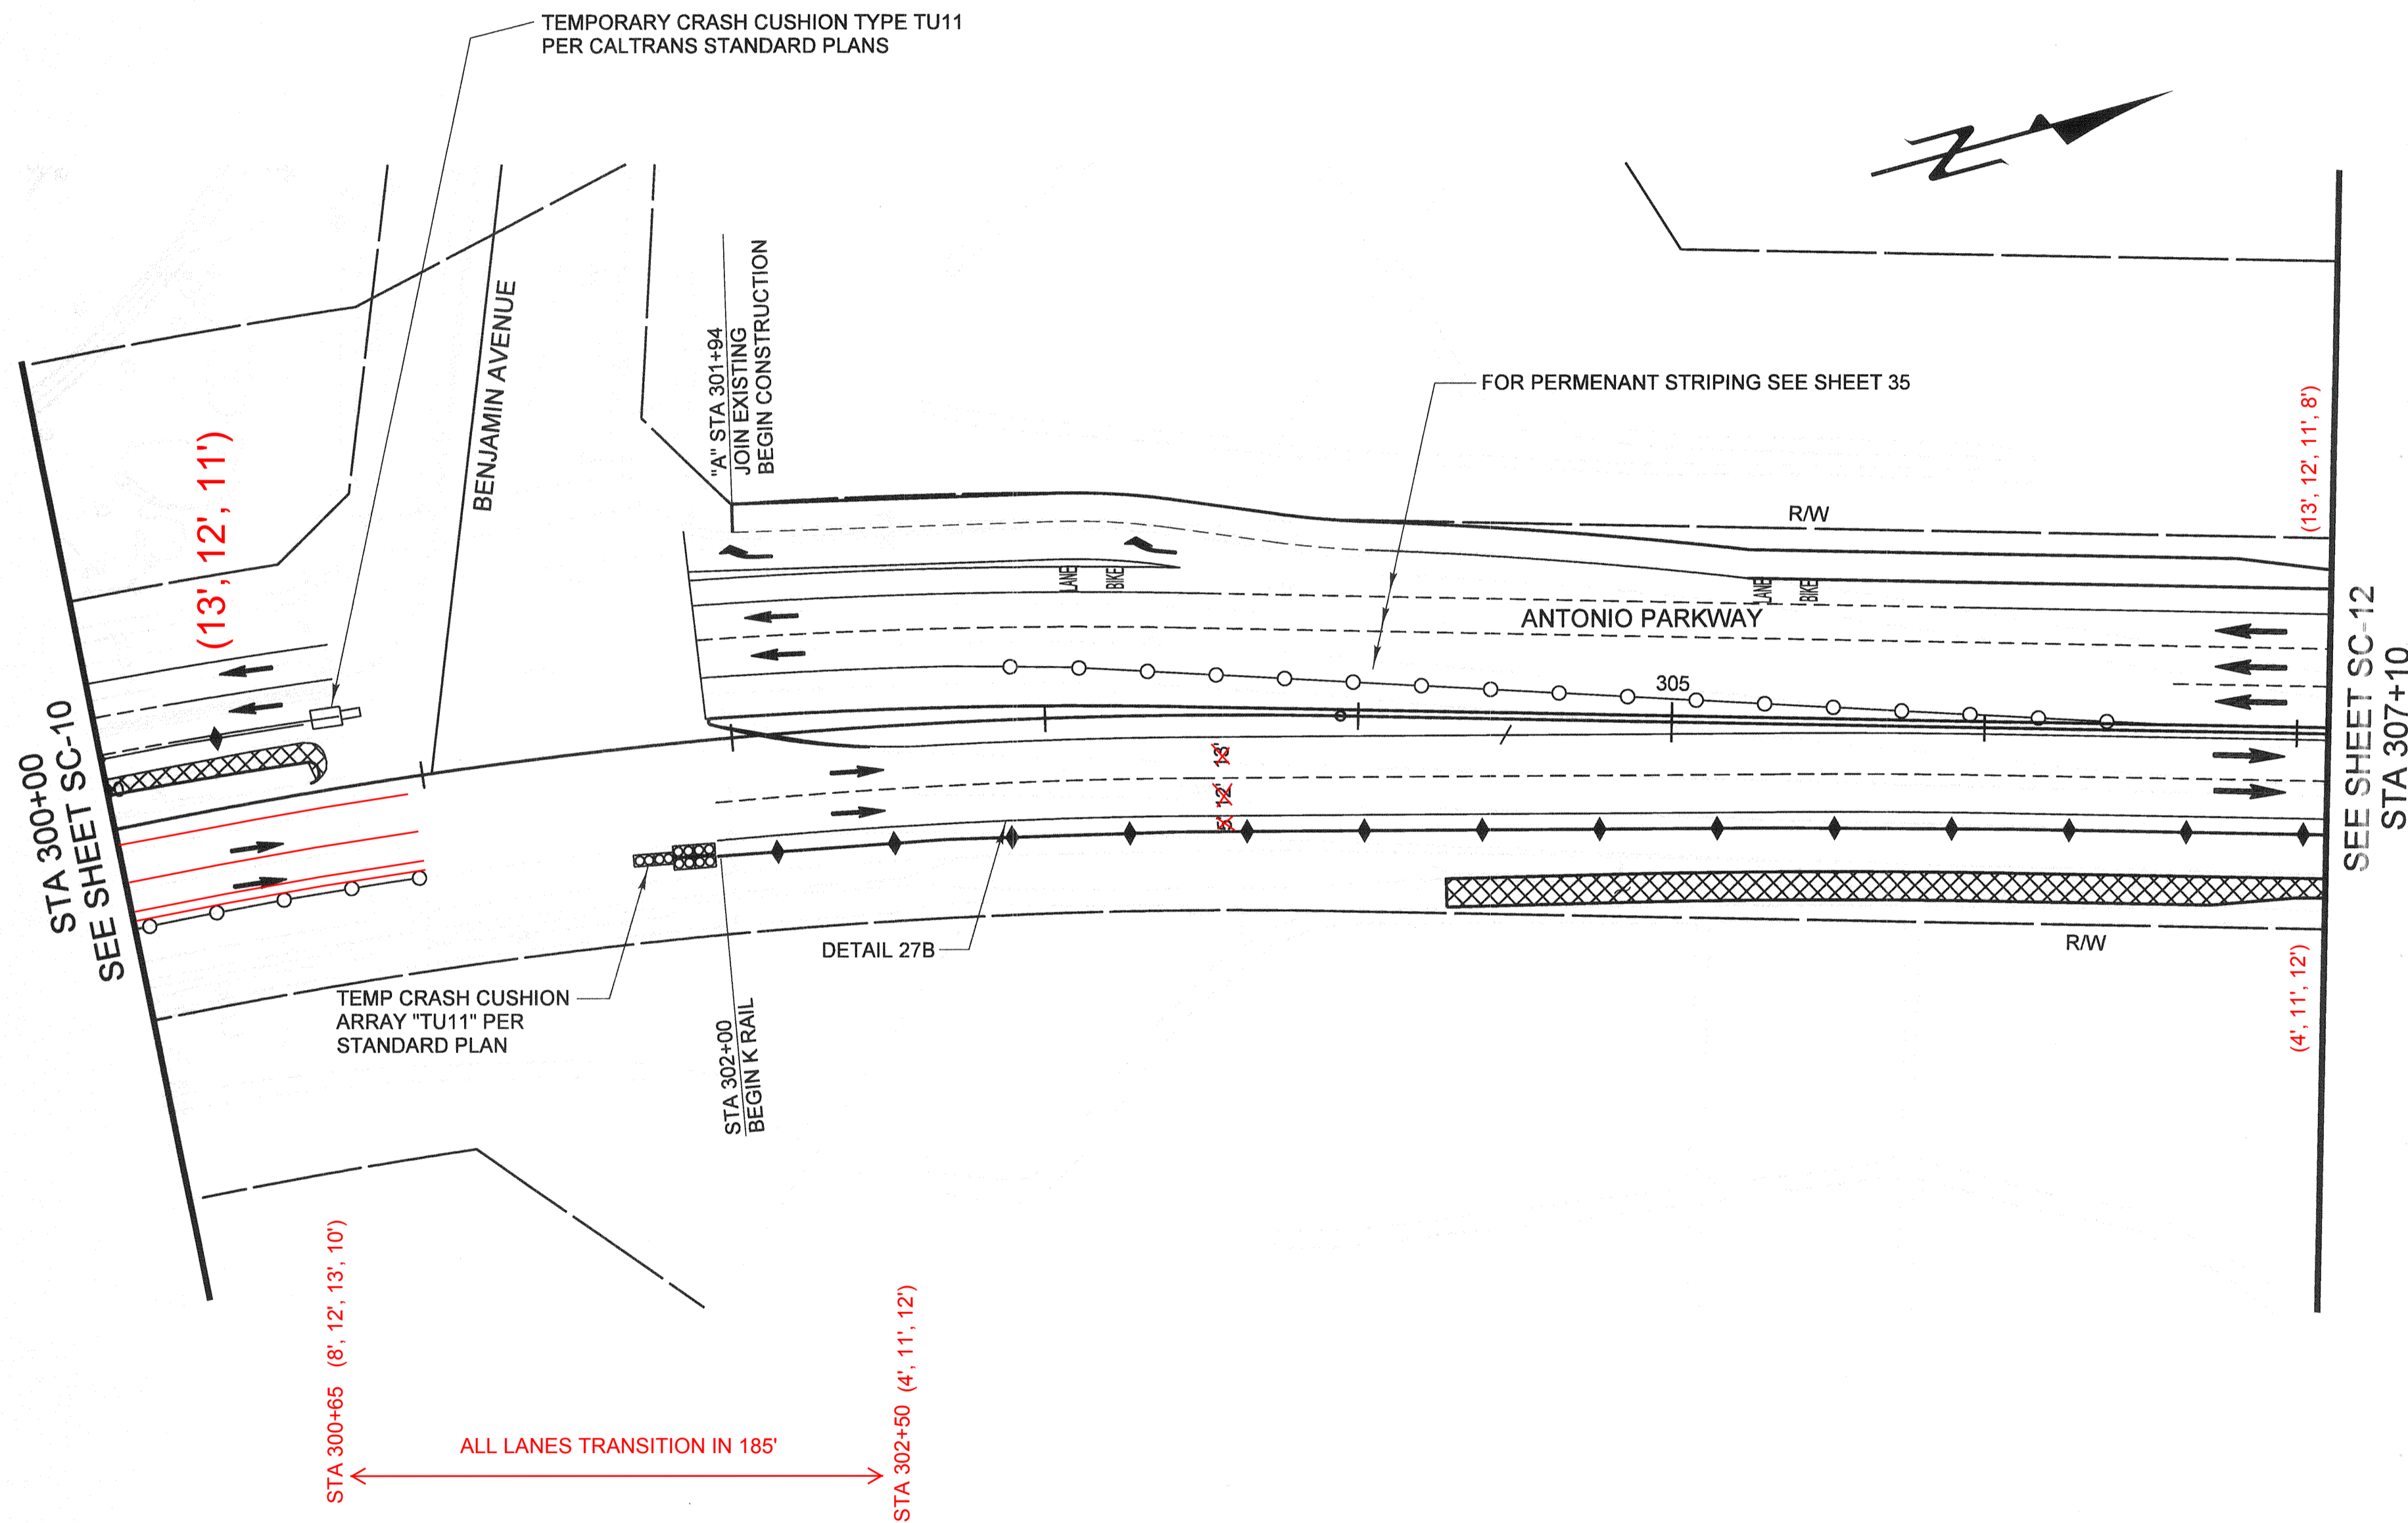 TEMPORARY CRASH CUSHION TYPE TU11
PER CALTRANS STANDARD PLANS
N
BENJAMIN AVENUE
"A" STA 301+94
JOIN EXISTING
BEGIN CONSTRUCTION
FOR PERMENANT STRIPING SEE SHEET 35
(13', 12', 11')
(13', 12', 11', 8')
R/W
LANE
BIKE
LANE
BIKE
ANTONIO PARKWAY
305
STA 300+00
SEE SHEET SC-10
SEE SHEET SC-12
STA 307+10
13'
12'
5'
DETAIL 27B
R/W
(4', 11', 12')
TEMP CRASH CUSHION
ARRAY "TU11" PER
STANDARD PLAN
STA 302+00
BEGIN K RAIL
STA 300+65 (8', 12', 13', 10')
ALL LANES TRANSITION IN 185'
STA 302+50 (4', 11', 12')